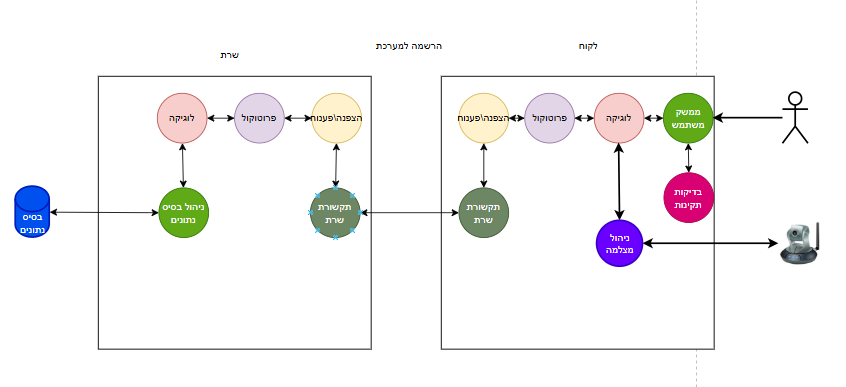 הרשמה למערכת
לקוח
שרת
ממשק
משתמש
לוגיקה
פרוטוקול
הצפנה\פענוח
הצפנה\פענוח
פרוטוקול
לוגיקה
בדיקות
תקינות
ניהול
מצלמה
תקשורת
שרת
תקשורת
שרת
ניהול בסיס
נתונים
בסיס
נתונים